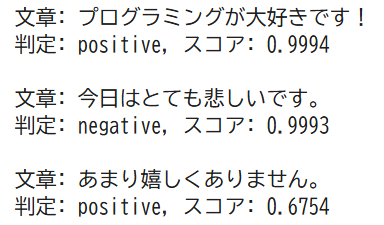 文章: プログラミングが大好きです！
判定: positive, スコア: 0.9994
文章: 今日はとても悲しいです。
判定: negative, スコア: 0.9993
文章: あまり嬉しくありません。
判定: positive, スコア: 0.6754